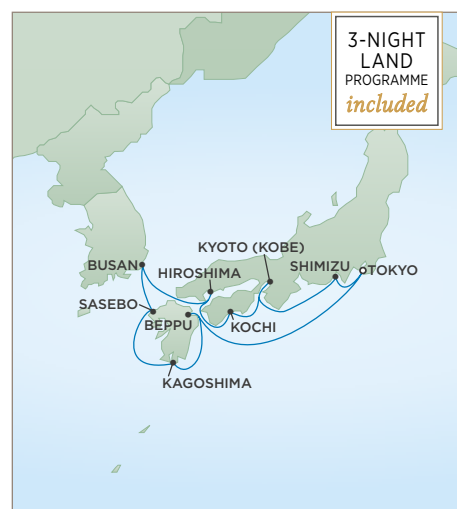 3-NIGHT
LAND
PROGRAMME
included
KYOTO (KOBE)
BUSAN
HIROSHIMA
SHIMIZU
TOKYO
SASEBO
BEPPU
KOCHI
KAGOSHIMA